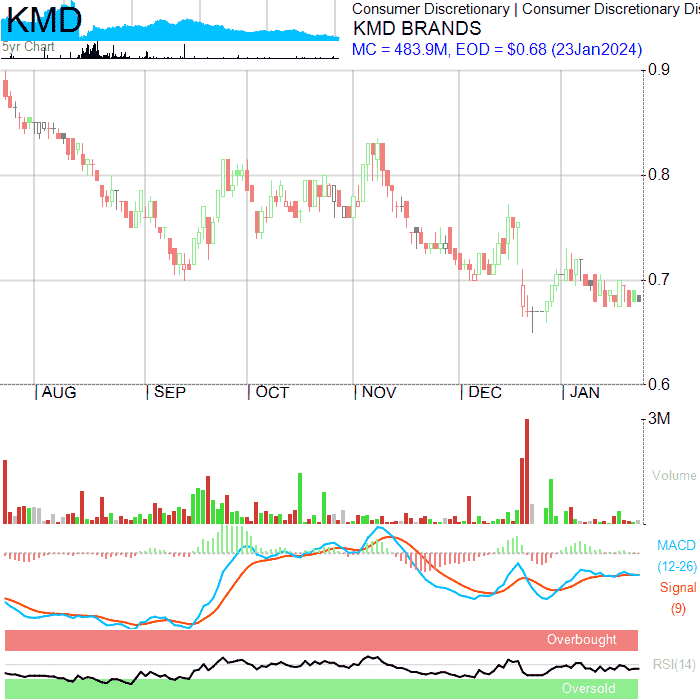 KMD
5yr Chart
Consumer Discretionary | Consumer Discretionary Dis
KMD BRANDS
MC = 483.9M, EOD = $0.68 (23Jan2024)
0.9
0.8
0.7
0.6
AUG SEP OCT NOV DEC JAN
3M
Volume
MACD
(12-26)
Signal
(9)
Overbought
RSI(14)
Oversold